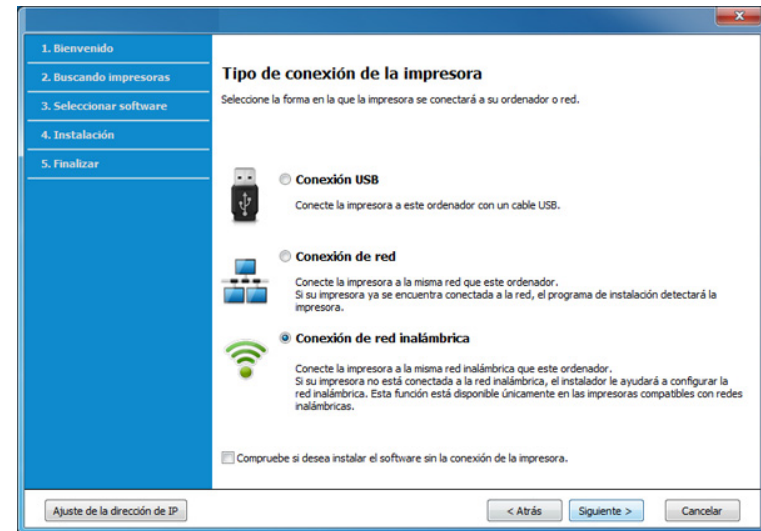 1. Bienvenido
2. Buscando impresoras
3. Seleccionar software
4. Instalación
5. Finalizar
Tipo de conexión de la impresora
Seleccione la forma en la que la impresora se conectará a su ordenador o red.
Conexión USB
Conecte la impresora a este ordenador con un cable USB.
Conexión de red
Conecte la impresora a la misma red que este ordenador.
Si su impresora ya se encuentra conectada a la red, el programa de instalación detectará la
impresora.
Conexión de red inalámbrica
Conecte la impresora a la misma red inalámbrica que este ordenador.
Si su impresora no está conectada a la red inalámbrica, el instalador le ayudará a configurar la
red inalámbrica. Esta función está disponible únicamente en las impresoras compatibles con redes
inalámbricas.
Compruebe si desea instalar el software sin la conexión de la impresora.
Ajuste de la dirección de IP
< Atrás
Siguiente >
Cancelar